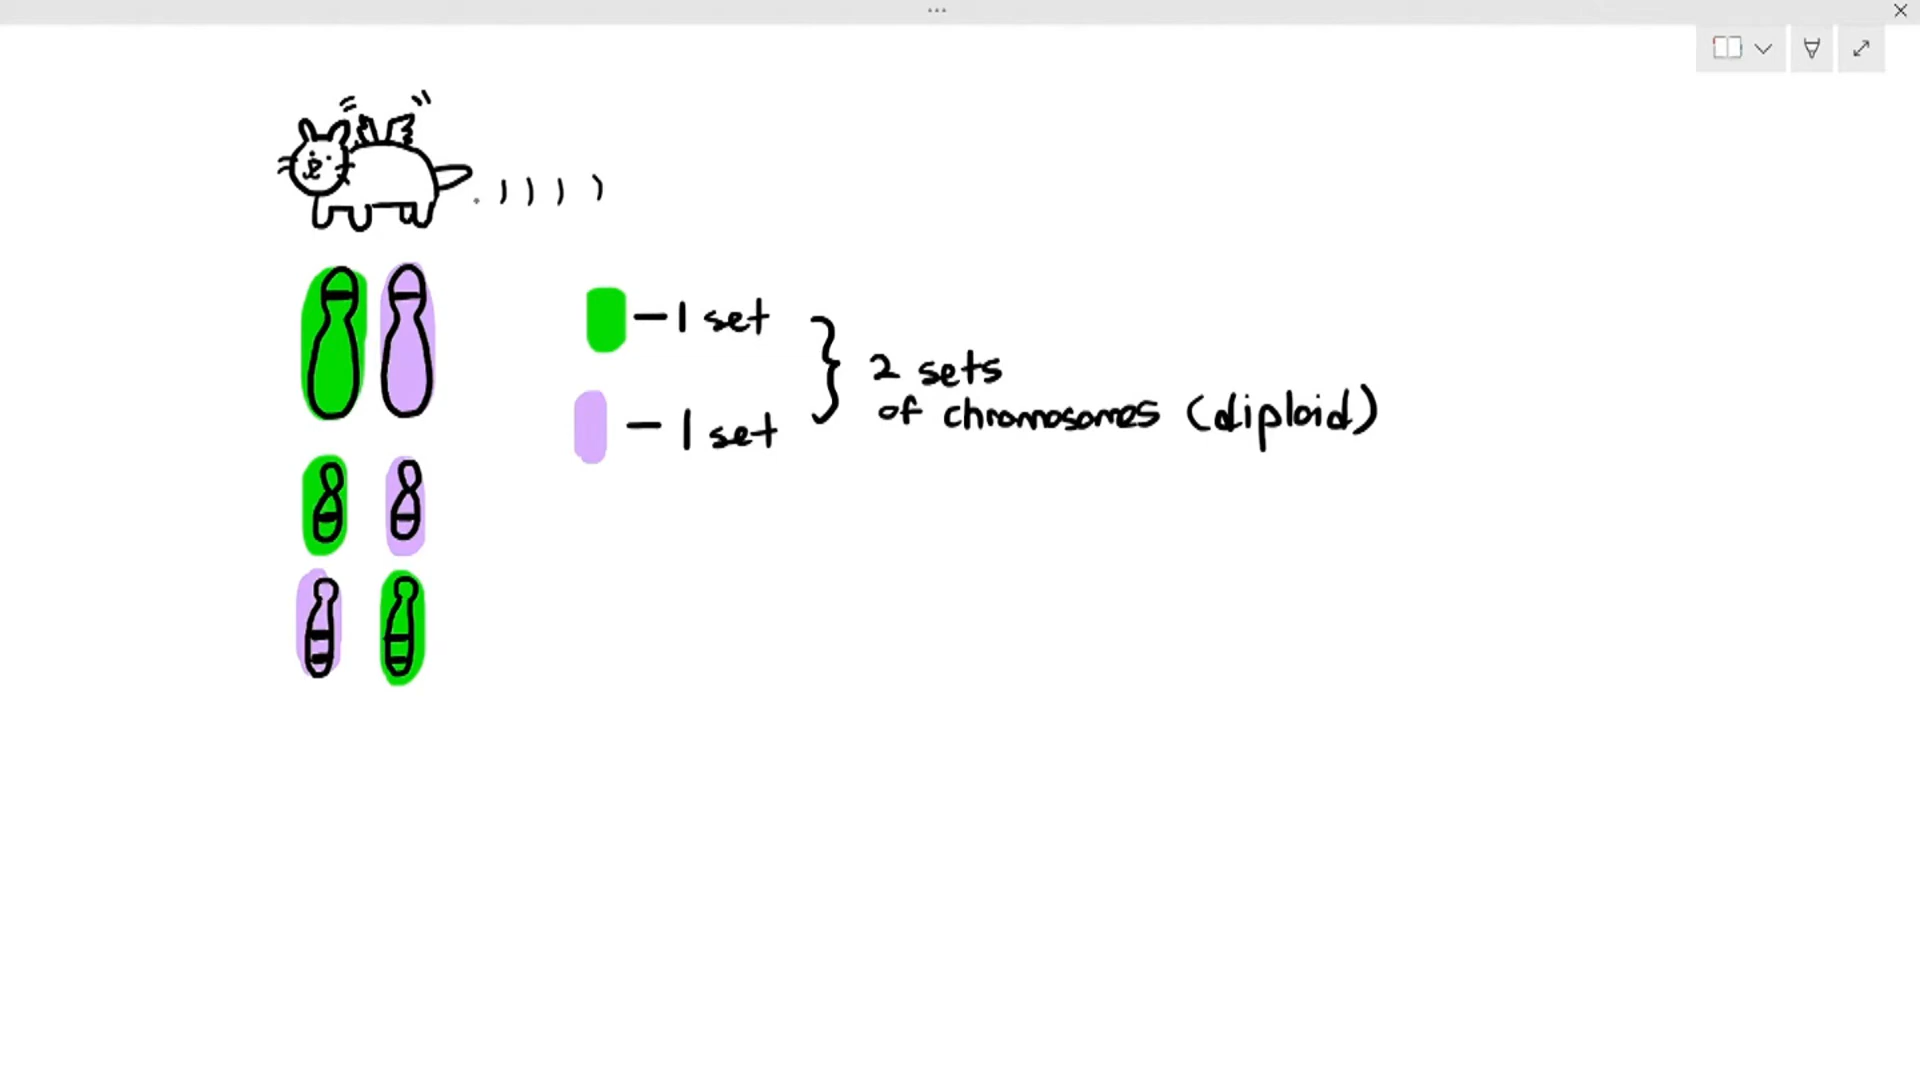 – 1 set
– 1 set
2 sets
of chromosomes (diploid)